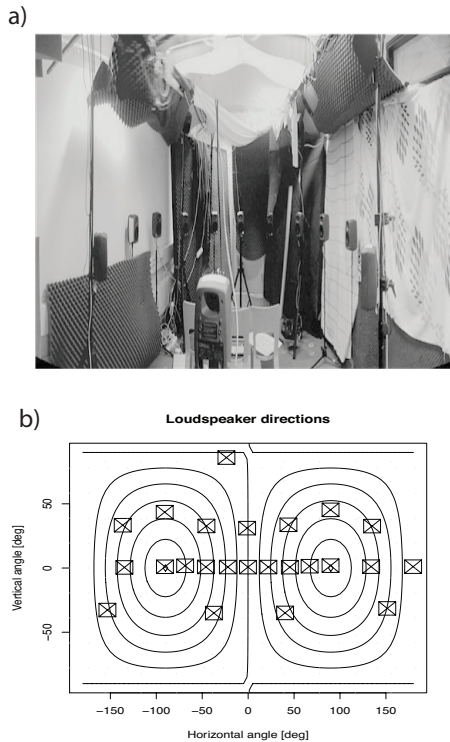 a)
b)
Loudspeaker directions
Vertical angle [deg]
50
0
−50
−150 −100 −50 0 50 100 150
Horizontal angle [deg]